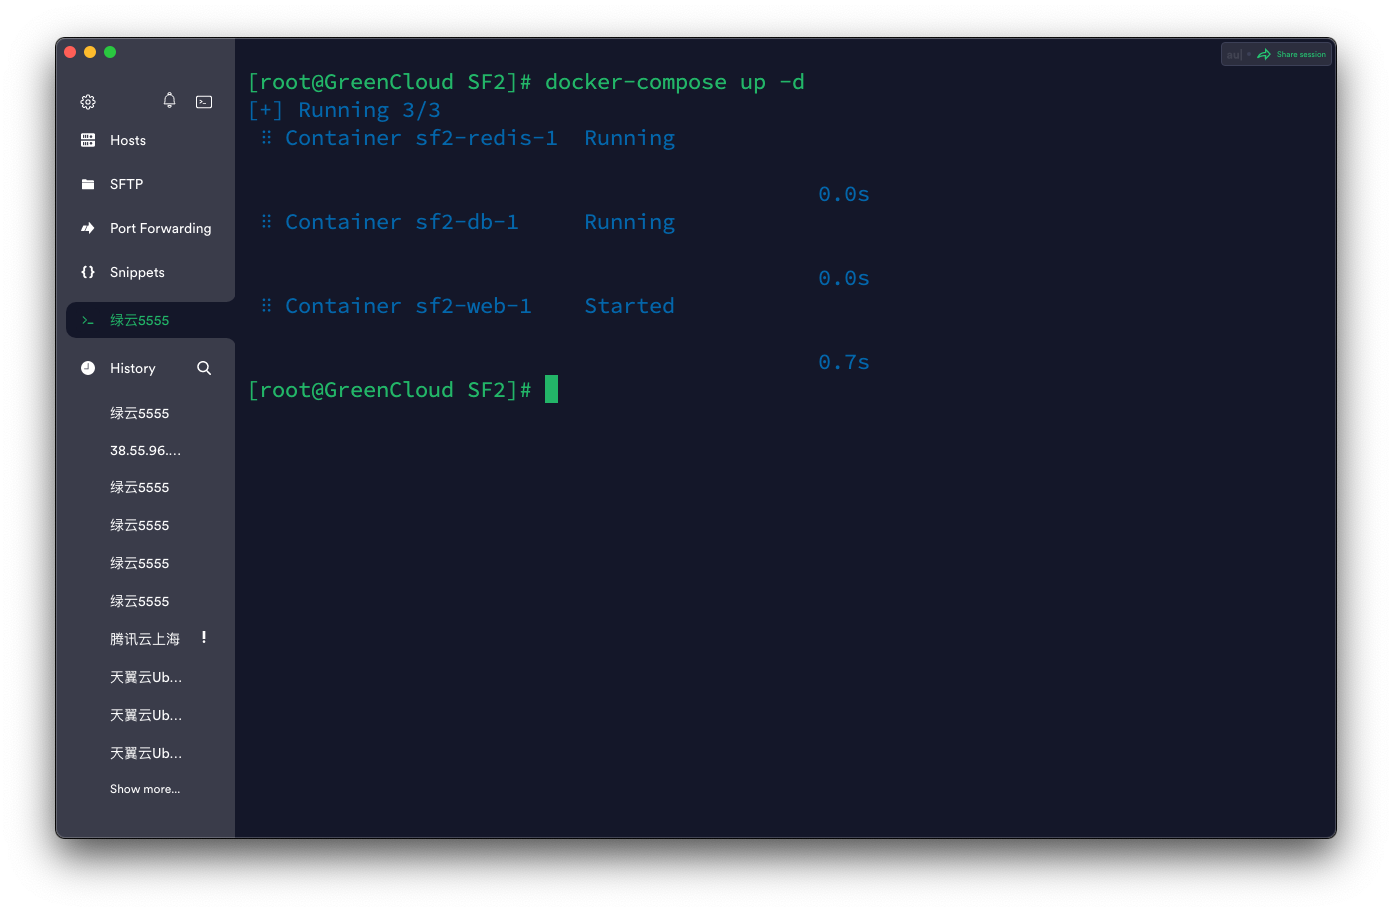 au|
Share session
Hosts
SFTP
Port Forwarding
{} Snippets
>_ 绿云5555
History
绿云5555
38.55.96....
绿云5555
绿云5555
绿云5555
绿云5555
腾讯云上海 !
天翼云Ub...
天翼云Ub...
天翼云Ub...
Show more...
[root@GreenCloud SF2]# docker-compose up -d
[+] Running 3/3
⠿ Container sf2-redis-1 Running
0.0s
⠿ Container sf2-db-1 Running
0.0s
⠿ Container sf2-web-1 Started
0.7s
[root@GreenCloud SF2]#